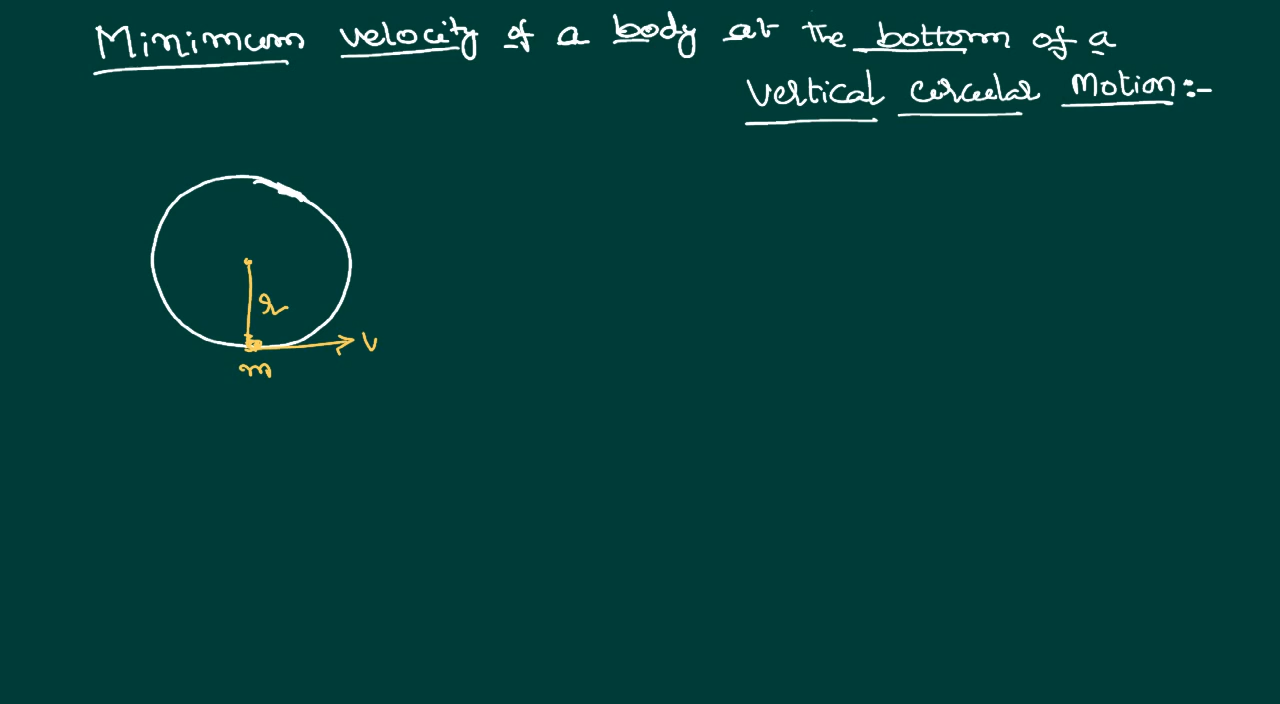 Minimum velocity of a body at the bottom of a
vertical circular Motion:-
r
v
m